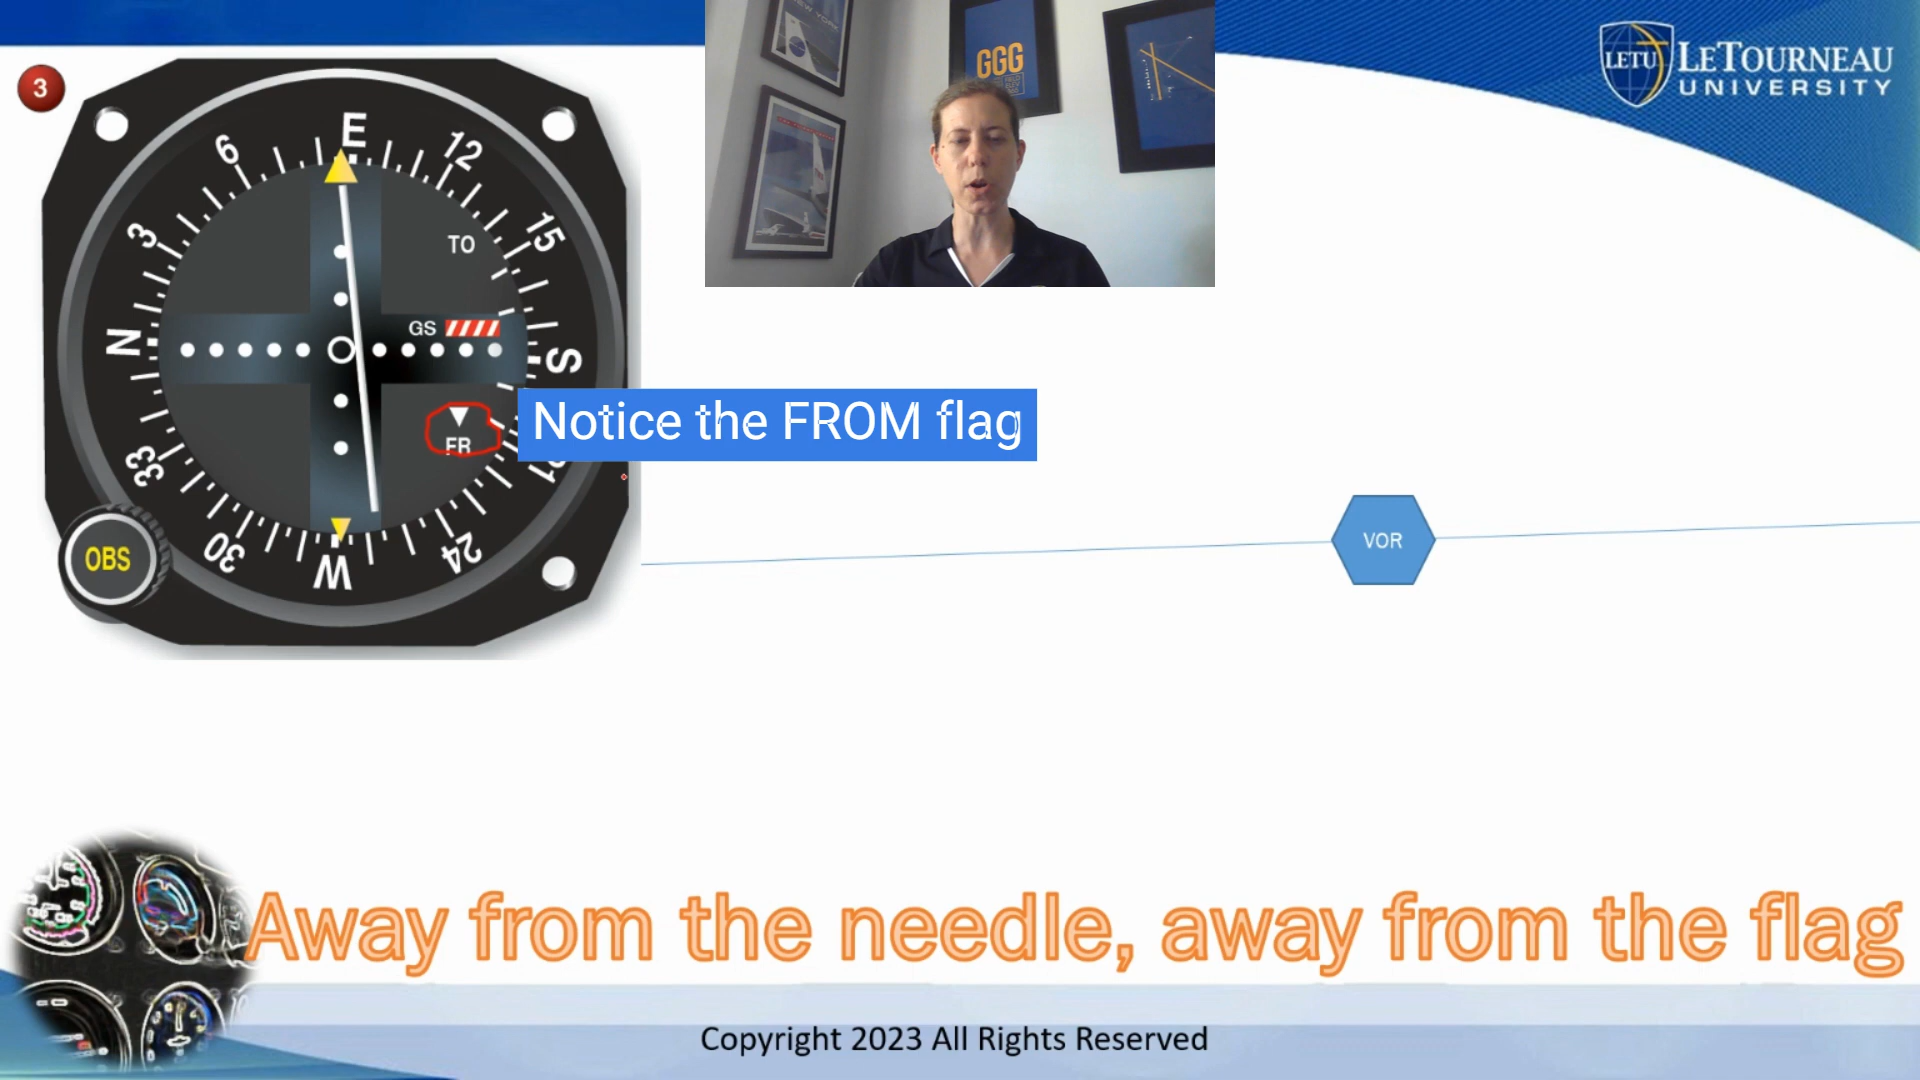 3
GGG
LETU
LETOURNEAU
UNIVERSITY
E
6
12
3
15
TO
GS
N
S
FR
Notice the FROM flag
33
21
OBS
30
24
W
VOR
Away from the needle, away from the flag
Copyright 2023 All Rights Reserved